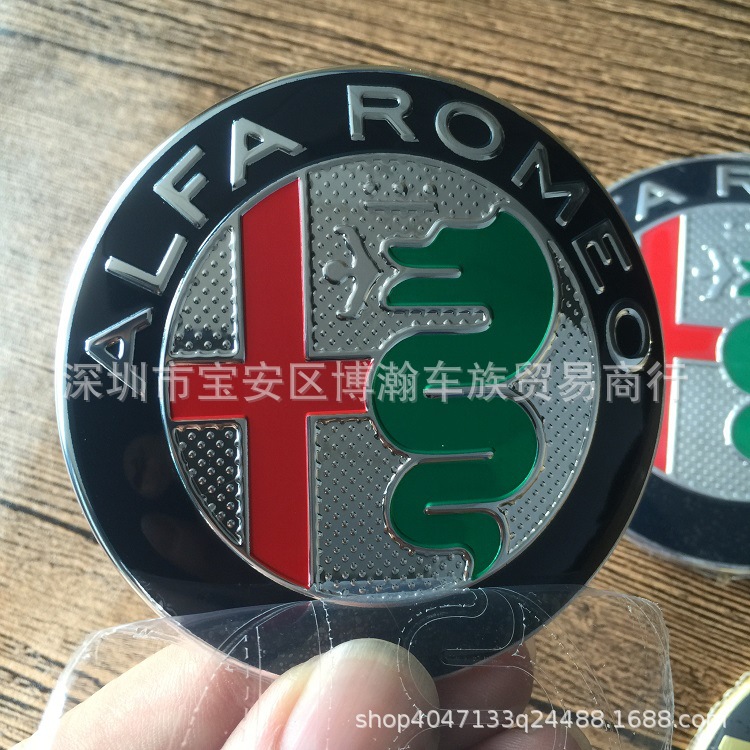 ALFA ROMEO
深圳市宝安区博瀚车族贸易商行
shop4047133q24488.1688.com